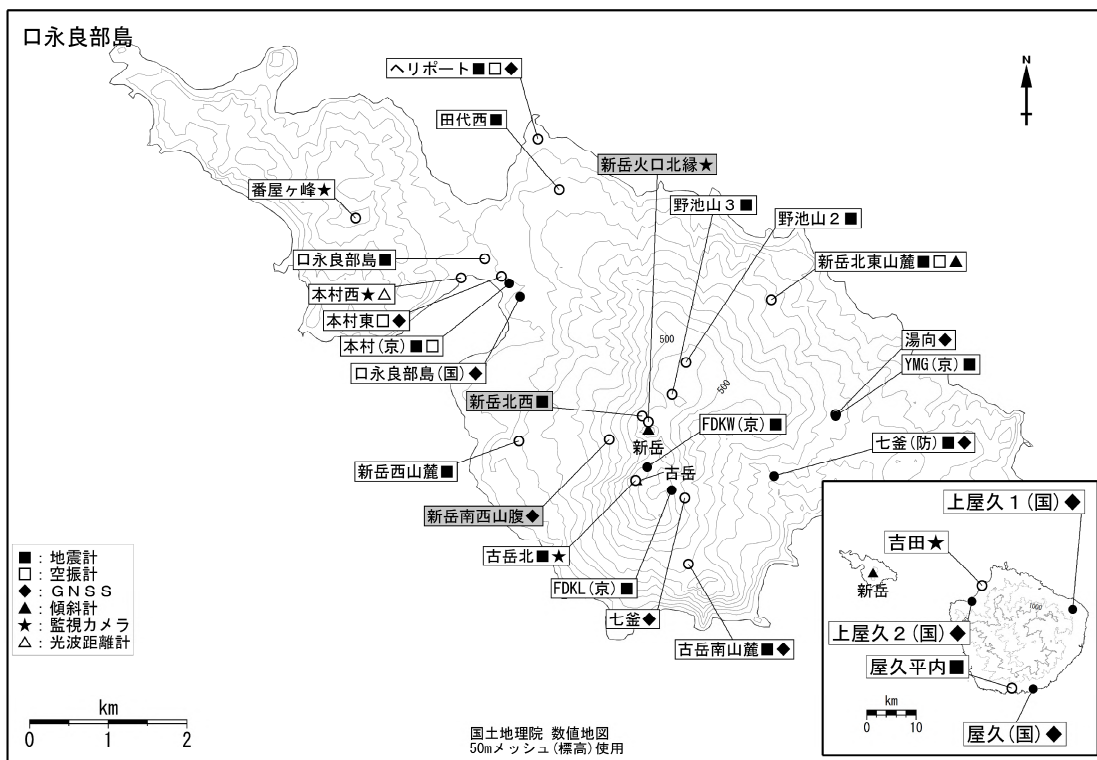 口永良部島
N
ヘリポート■□◆
田代西■
新岳火口北縁★
番屋ヶ峰★
野池山3■
野池山2■
口永良部島■
新岳北東山麓■□▲
本村西★△
本村東□◆
本村(京)■□
口永良部島(国)◆
500
500
湯向◆
YMG(京)■
新岳北西■
FDKW(京)■
新岳
七釜(防)■◆
新岳西山麓■
古岳
新岳南西山腹◆
古岳北■★
FDKL(京)■
七釜◆
古岳南山麓■◆
■:地震計
□:空振計
◆:GNSS
▲:傾斜計
★:監視カメラ
△:光波距離計
km
0 1 2
国土地理院 数値地図
50mメッシュ(標高)使用
上屋久1(国)◆
吉田★
新岳
1000
上屋久2(国)◆
屋久平内■
km
0 10
屋久(国)◆